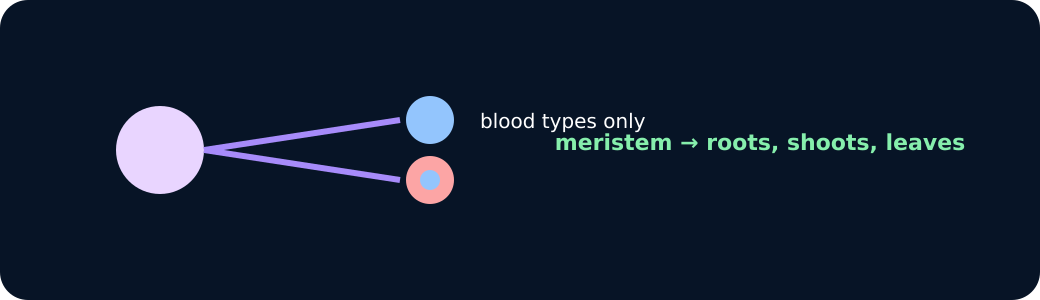 blood types only
meristem → roots, shoots, leaves